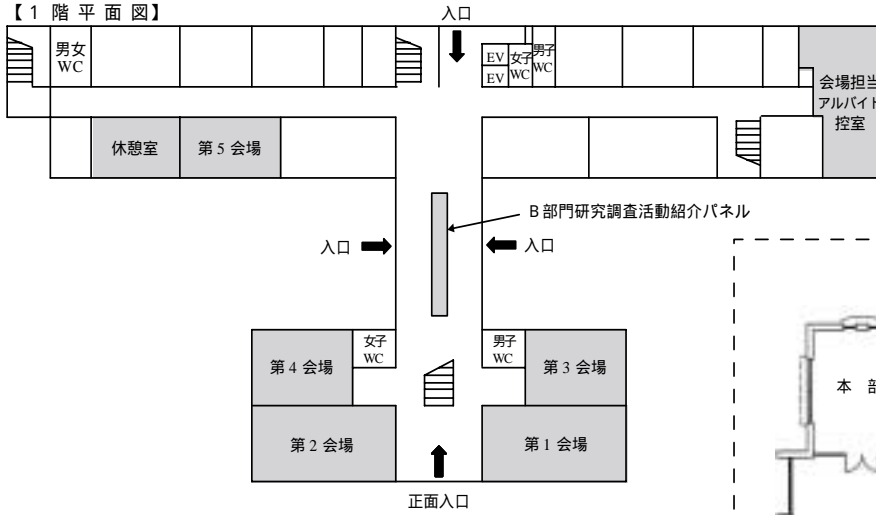 【1 階 平 面 図】
入口
男女
WC
EV
EV
女子
WC
男子
WC
会場担当
アルバイト
控室
休憩室
第5会場
B部門研究調査活動紹介パネル
入口
入口
女子
WC
男子
WC
第4会場
第3会場
本 部
第2会場
第1会場
正面入口